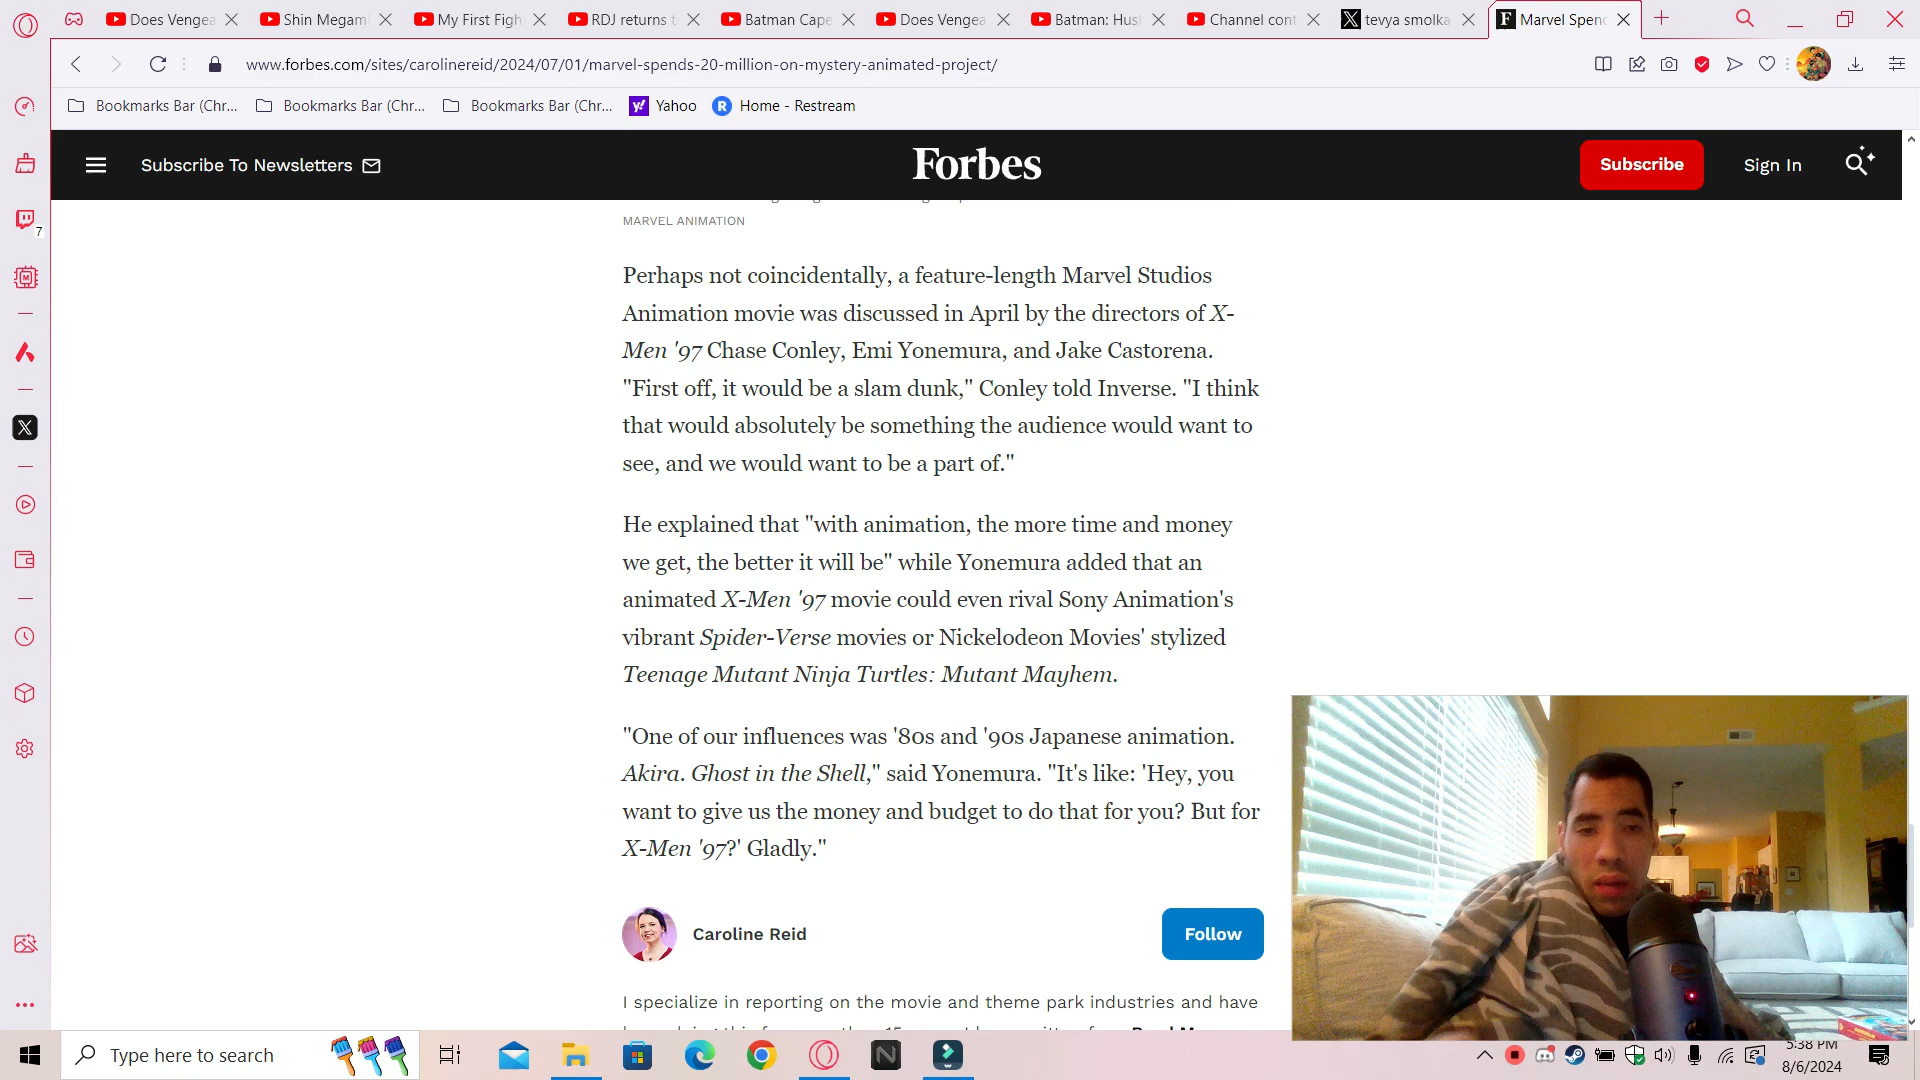 Does Vengea
Shin Megami
My First Figh
RDJ returns t
Batman Cape
Does Vengea
Batman: Hush
Channel cont
tevya smolka
Marvel Spend
www.forbes.com/sites/carolinereid/2024/07/01/marvel-spends-20-million-on-mystery-animated-project/
Bookmarks Bar (Chr...
Bookmarks Bar (Chr...
Bookmarks Bar (Chr...
Yahoo
Home - Restream
Subscribe To Newsletters
Forbes
Subscribe
Sign In
MARVEL ANIMATION
Perhaps not coincidentally, a feature-length Marvel Studios
Animation movie was discussed in April by the directors of X-
Men '97 Chase Conley, Emi Yonemura, and Jake Castorena.
"First off, it would be a slam dunk," Conley told Inverse. "I think
that would absolutely be something the audience would want to
see, and we would want to be a part of."
He explained that "with animation, the more time and money
we get, the better it will be" while Yonemura added that an
animated X-Men '97 movie could even rival Sony Animation's
vibrant Spider-Verse movies or Nickelodeon Movies' stylized
Teenage Mutant Ninja Turtles: Mutant Mayhem.
"One of our influences was '80s and '90s Japanese animation.
Akira. Ghost in the Shell," said Yonemura. "It's like: 'Hey, you
want to give us the money and budget to do that for you? But for
X-Men '97?' Gladly."
Caroline Reid
Follow
I specialize in reporting on the movie and theme park industries and have
7
Type here to search
5:38 PM
8/6/2024